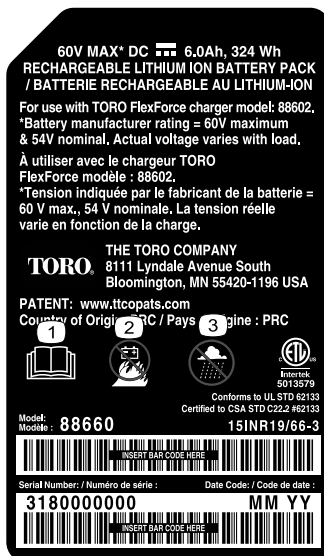 60V MAX* DC 6.0Ah, 324 Wh
RECHARGEABLE LITHIUM ION BATTERY PACK
/ BATTERIE RECHARGEABLE AU LITHIUM-ION
For use with TORO FlexForce charger model: 88602.
*Battery manufacturer rating = 60V maximum
& 54V nominal. Actual voltage varies with load.
À utiliser avec le chargeur TORO
FlexForce modèle : 88602.
*Tension indiquée par le fabricant de la batterie =
60 V max., 54 V nominale. La tension réelle
varie en fonction de la charge.
TORO.
THE TORO COMPANY
8111 Lyndale Avenue South
Bloomington, MN 55420-1196 USA
PATENT: www.ttcopats.com
Country of Origi PRC / Pays gine : PRC
1 2 3
ETL
Intertek
5013579
Conforms to UL STD 62133
Certified to CSA STD C22.2 #62133
Model:
Modèle : 88660 15INR19/66-3
INSERT BAR CODE HERE
Serial Number: / Numéro de série : Date Code: / Code de date :
3180000000 MM YY
INSERT BAR CODE HERE